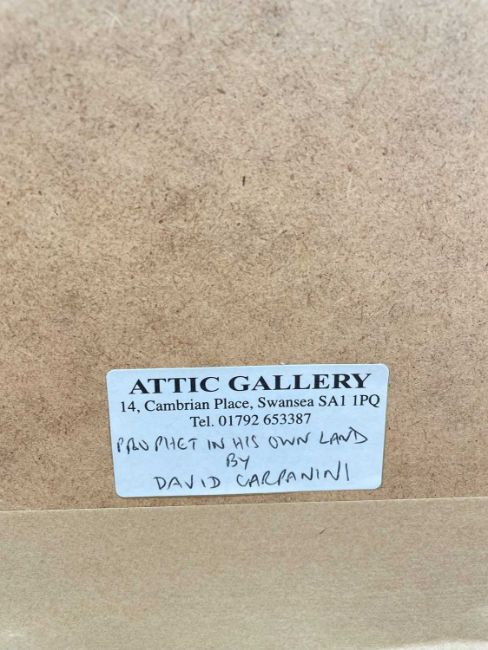 ATTIC GALLERY
14, Cambrian Place, Swansea SA1 1PQ
Tel. 01792 653387
PROPHET IN HIS OWN LAND
BY
DAVID CARPANINI